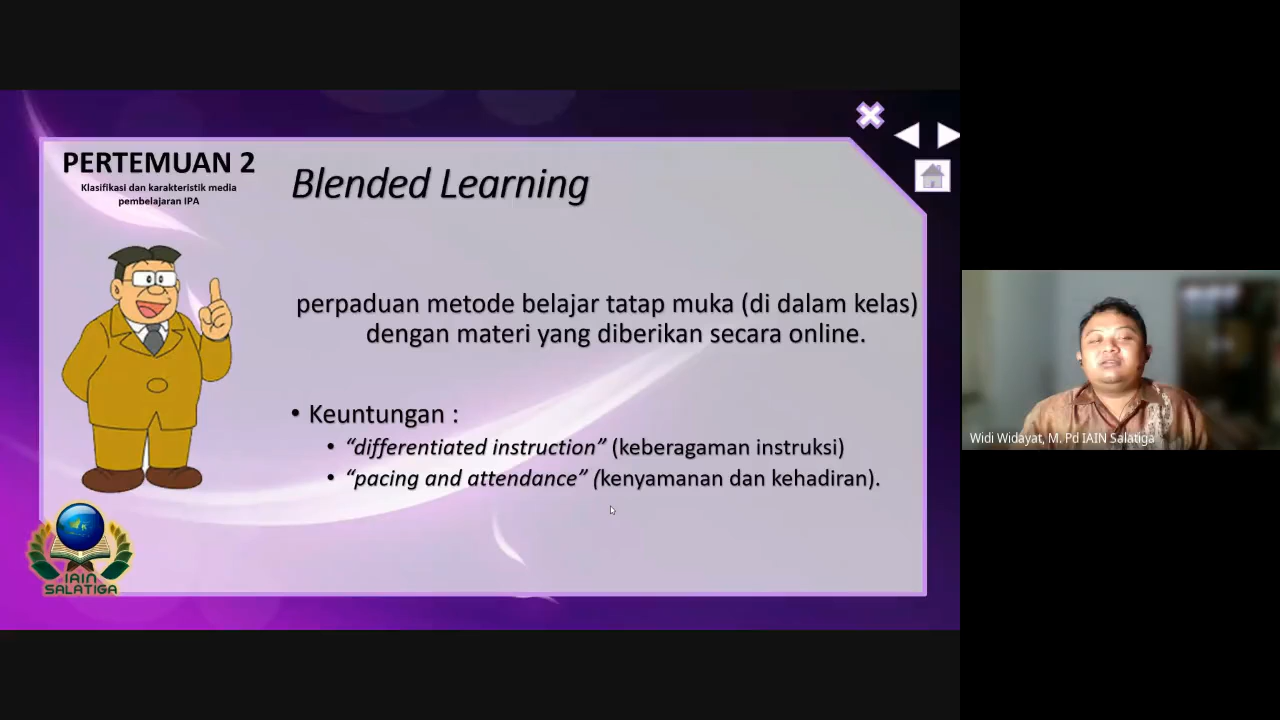 PERTEMUAN 2
Klasifikasi dan karakteristik media
pembelajaran IPA
Blended Learning
perpaduan metode belajar tatap muka (di dalam kelas)
dengan materi yang diberikan secara online.
• Keuntungan :
• “differentiated instruction” (keberagaman instruksi)
• “pacing and attendance” (kenyamanan dan kehadiran).
IAIN
SALATIGA
Widi Widayat, M. Pd IAIN Salatiga